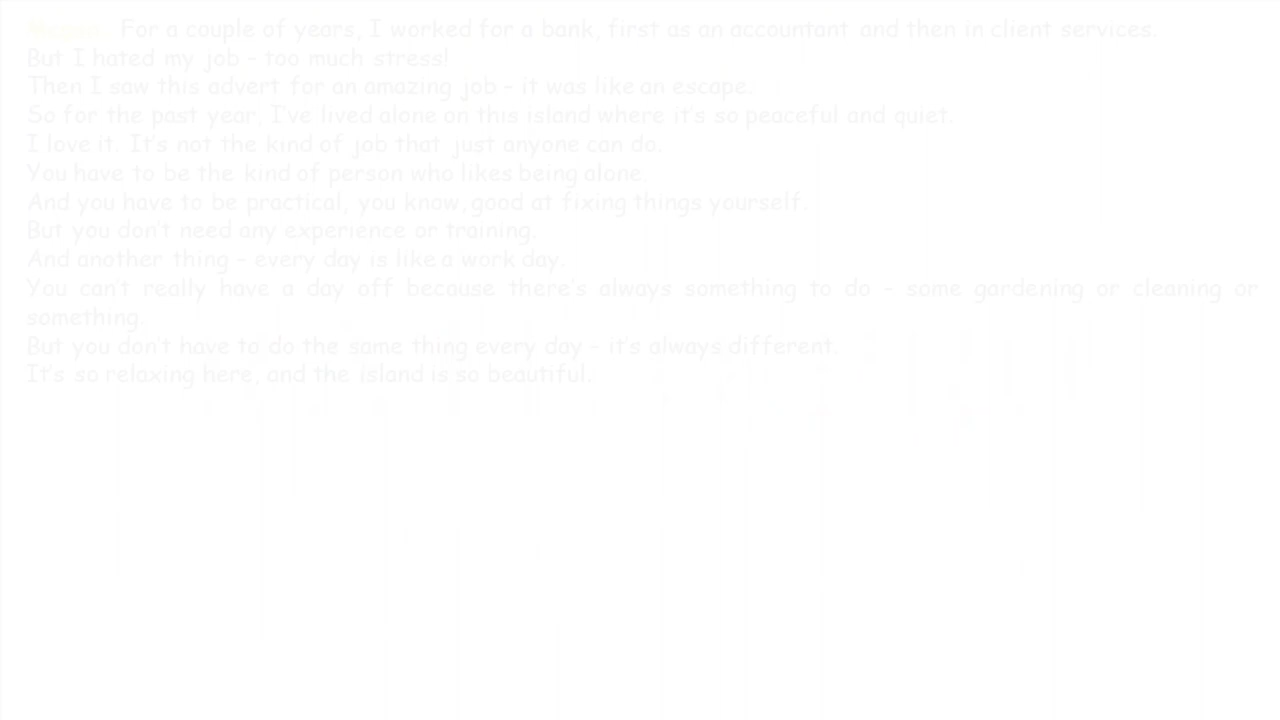 For a couple of years, I worked for a bank, first as an accountant and then in client services.
But I hated my job - too much stress!
Then I saw this advert for an amazing job - it was like an escape.
So for the past year, I've lived alone on this island where it's so peaceful and quiet.
I love it. It's not the kind of job that just anyone can do.
You have to be the kind of person who likes being alone.
And you have to be practical, you know, good at fixing things yourself.
But you don't need any experience or training.
And another thing - every day is like a work day.
You can't really have a day off because there's always something to do - some gardening or cleaning or
something.
But you don't have to do the same thing every day - it's always different.
It's so relaxing here, and the island is so beautiful.